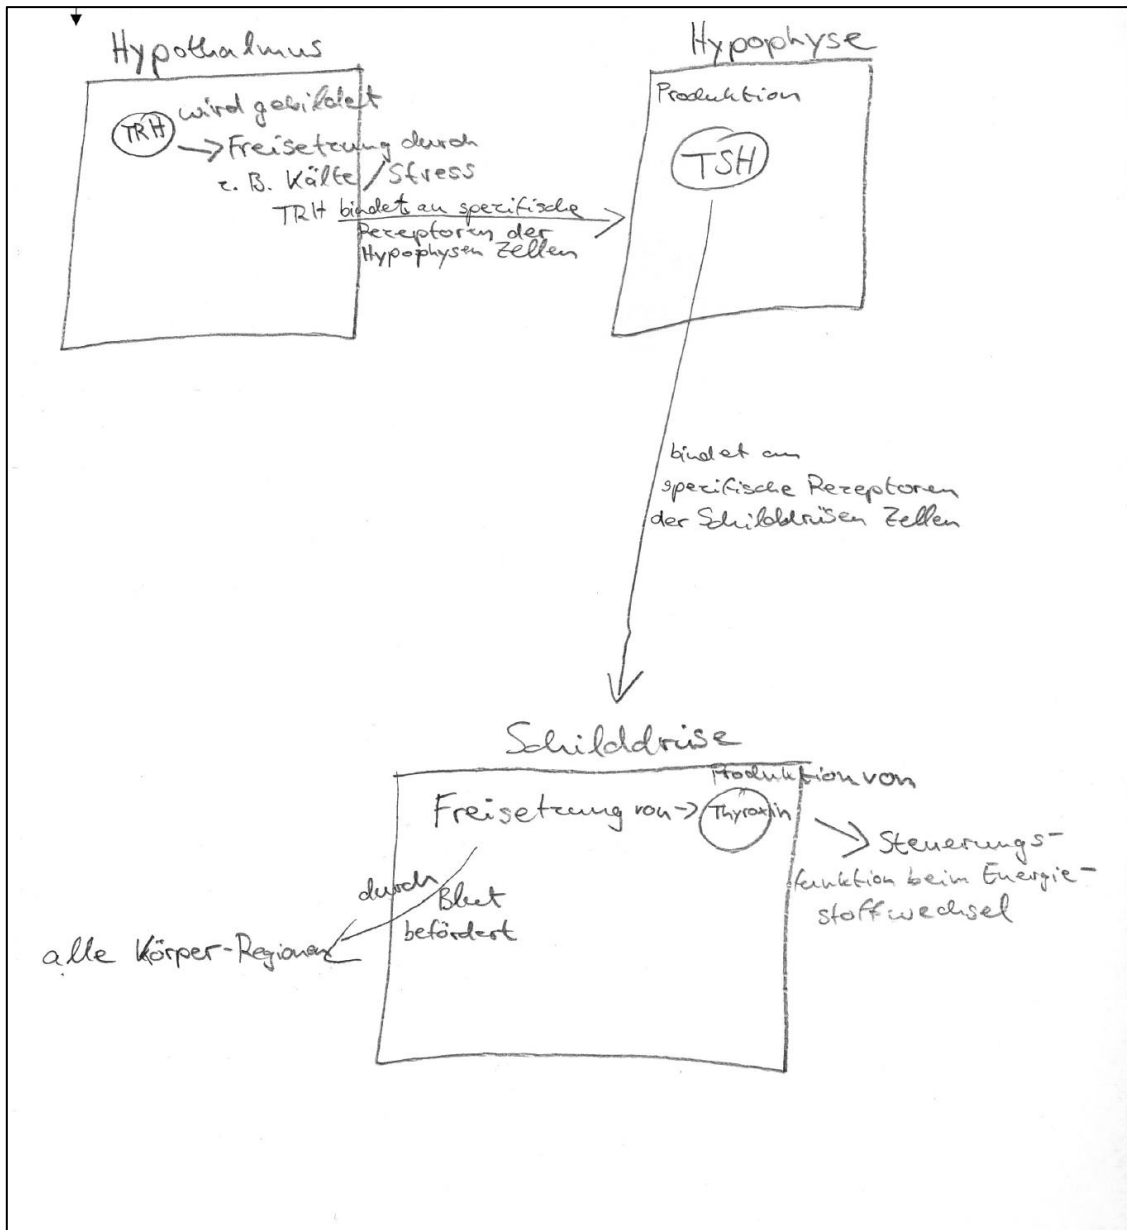 Hypothalmus
TRH wird gebildet
Freisetzung durch
z. B. Kälte/Stress
TRH bindet an spezifische
Rezeptoren der
Hypophysen Zellen
Hypophyse
Produktion
TSH
bindet an
spezifische Rezeptoren
der Schilddrüsen Zellen
Schilddrüse
Produktion von
Freisetzung von Thyroxin
Steuerungs-
funktion beim Energie-
stoffwechsel
durch Blut
befördert
alle Körper-Regionen